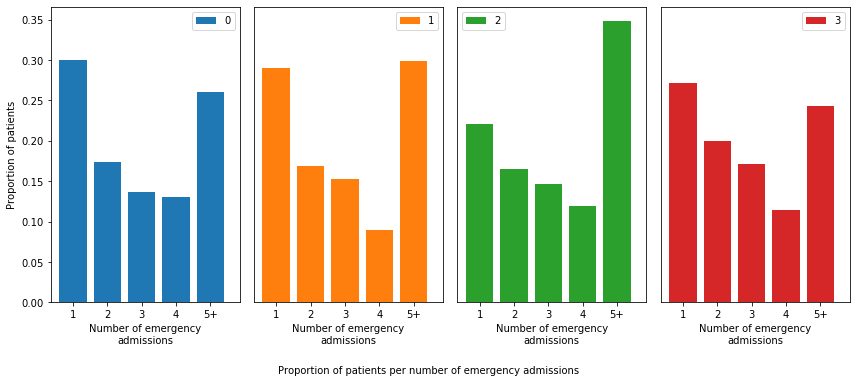 0
1
2
3
0.35
0.30
0.25
0.20
0.15
0.10
0.05
0.00
Proportion of patients
1 2 3 4 5+
1 2 3 4 5+
1 2 3 4 5+
1 2 3 4 5+
Number of emergency
admissions
Number of emergency
admissions
Number of emergency
admissions
Number of emergency
admissions
Proportion of patients per number of emergency admissions